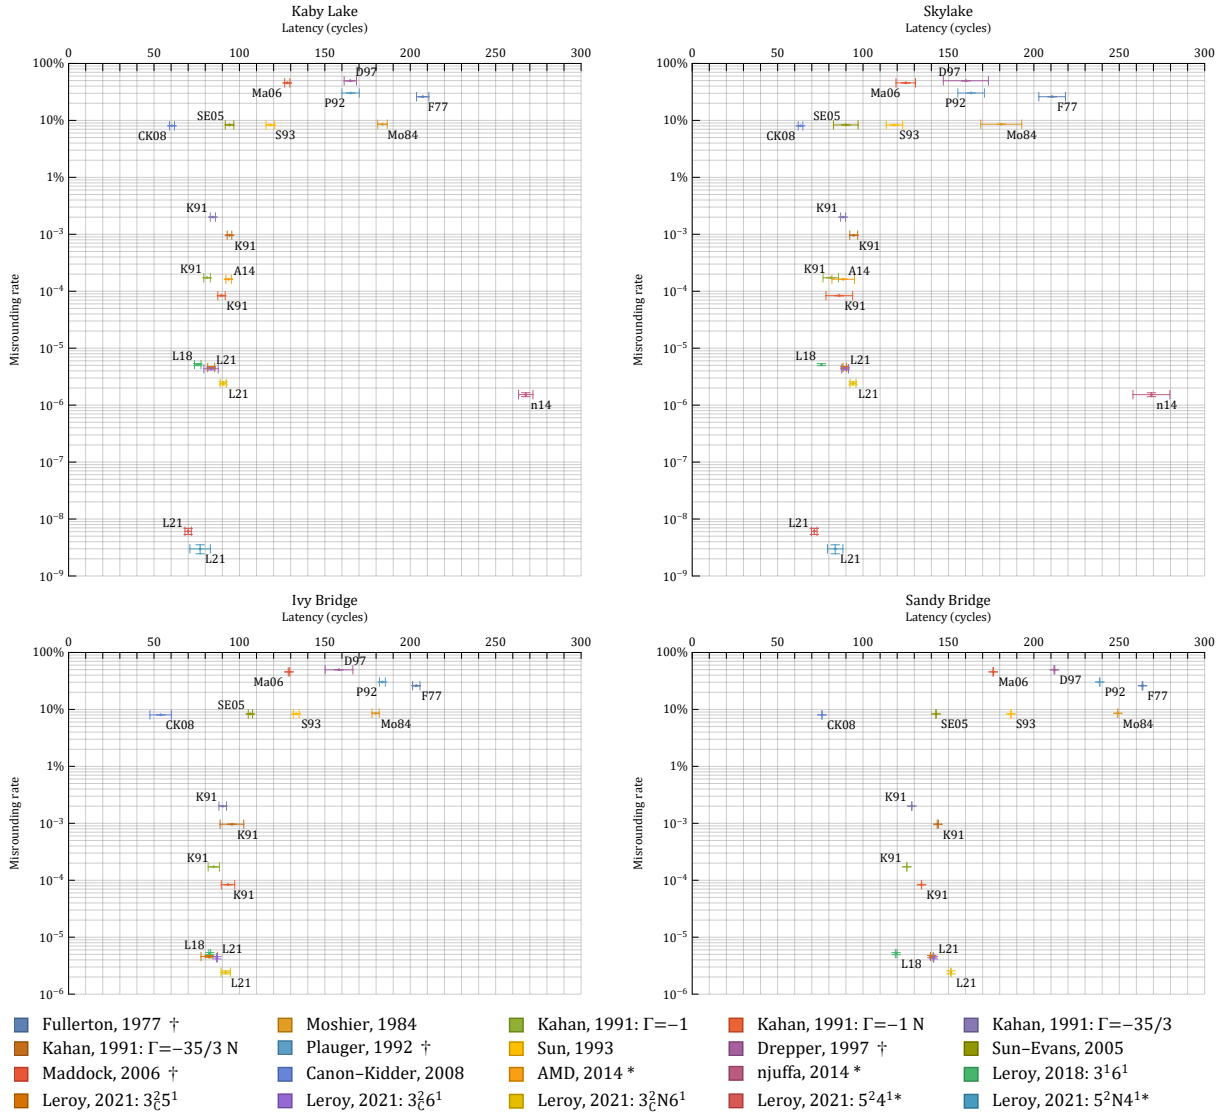 Kaby Lake
Latency (cycles)
0 50 100 150 200 250 300
Misrounding rate
100%
10%
1%
10⁻³
10⁻⁴
10⁻⁵
10⁻⁶
10⁻⁷
10⁻⁸
10⁻⁹
D97
Ma06
P92
F77
SE05
CK08
S93
Mo84
K91
K91
K91
A14
K91
L18
L21
L21
n14
L21
L21
Skylake
Latency (cycles)
0 50 100 150 200 250 300
Misrounding rate
100%
10%
1%
10⁻³
10⁻⁴
10⁻⁵
10⁻⁶
10⁻⁷
10⁻⁸
10⁻⁹
D97
Ma06
P92
F77
SE05
CK08
S93
Mo84
K91
K91
K91
A14
K91
L18
L21
L21
n14
L21
L21
Ivy Bridge
Latency (cycles)
0 50 100 150 200 250 300
Misrounding rate
100%
10%
1%
10⁻³
10⁻⁴
10⁻⁵
10⁻⁶
D97
Ma06
P92
F77
SE05
CK08
S93
Mo84
K91
K91
K91
K91
L18
L21
L21
Sandy Bridge
Latency (cycles)
0 50 100 150 200 250 300
Misrounding rate
100%
10%
1%
10⁻³
10⁻⁴
10⁻⁵
10⁻⁶
Ma06
D97
P92
F77
CK08
SE05
S93
Mo84
K91
K91
K91
K91
L21
L18
L21
Fullerton, 1977 † Moshier, 1984 Kahan, 1991: Γ=−1 Kahan, 1991: Γ=−1 N Kahan, 1991: Γ=−35/3
Kahan, 1991: Γ=−35/3 N Plauger, 1992 † Sun, 1993 Drepper, 1997 † Sun–Evans, 2005
Maddock, 2006 † Canon–Kidder, 2008 AMD, 2014 * njuffa, 2014 * Leroy, 2018: 3¹6¹
Leroy, 2021: 3²C5¹ Leroy, 2021: 3²C6¹ Leroy, 2021: 3²CN6¹ Leroy, 2021: 5²4¹* Leroy, 2021: 5²N4¹*